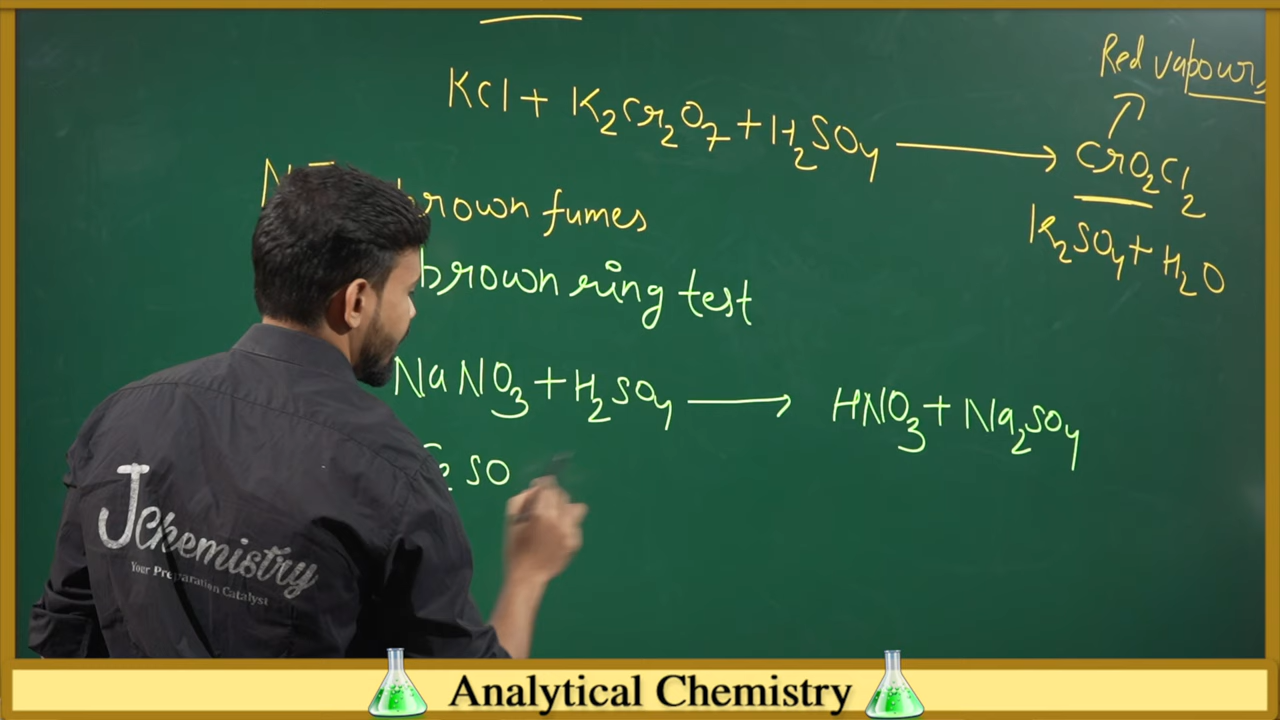 Red vapours
KCl + K₂Cr₂O₇ + H₂SO₄ ⟶ CrO₂Cl₂
K₂SO₄ + H₂O
brown fumes
brown ring test
NaNO₃ + H₂SO₄ ⟶ HNO₃ + Na₂SO₄
SO
JChemistry
Your Preparation Catalyst
Analytical Chemistry